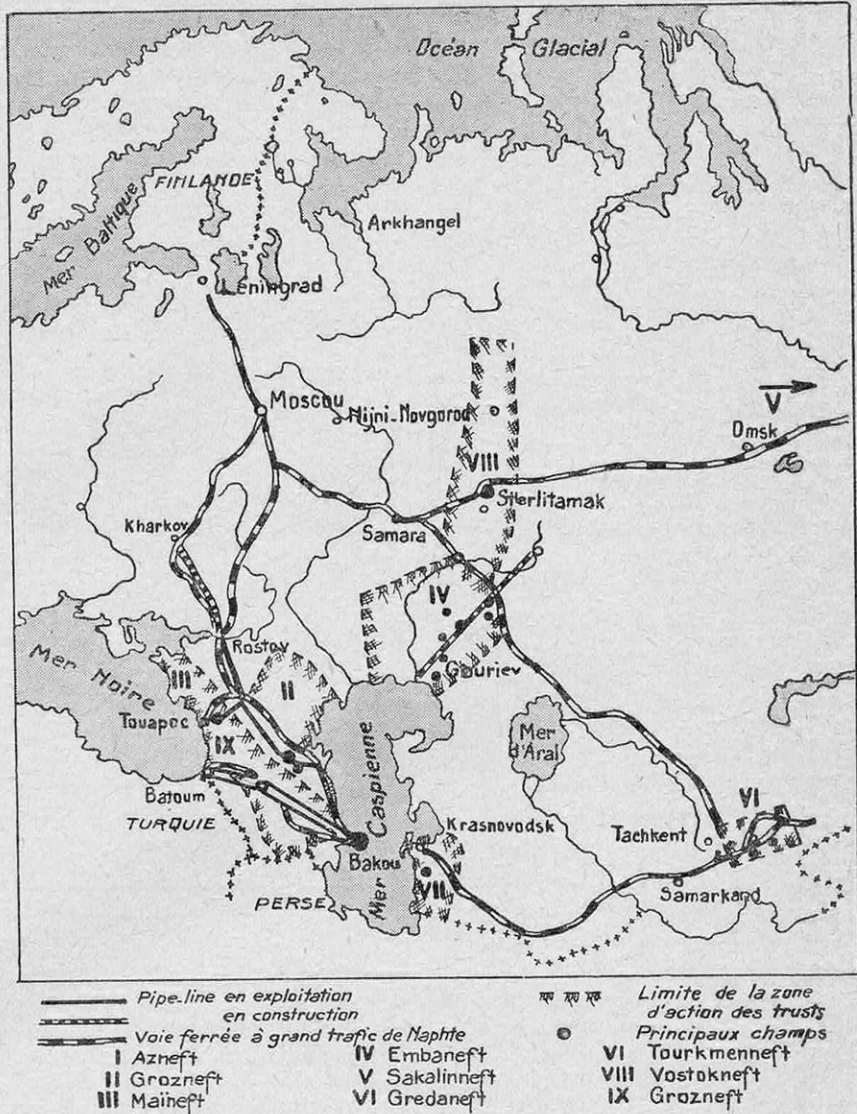 Océan Glacial
FINLANDE
Mer Baltique
Arkhangel
Léningrad
Moscou
Nijni-Novgorod
V
Omsk
VIII
Sterlitamak
Samara
Kharkov
IV
Rostov
Gouriev
Mer Noire
III
II
Touapoc
IX
Mer d'Aral
Batoum
Mer Caspienne
Krasnovodsk
VI
Tachkent
TURQUIE
Bakou
VII
Samarkand
PERSE
Pipe-line en exploitation
en construction
Voie ferrée à grand trafic de Naphte
Limite de la zone
d'action des trusts
Principaux champs
I Azneft
II Grozneft
III Maïneft
IV Embaneft
V Sakalinneft
VI Gredaneft
VI Tourkmenneft
VIII Vostokneft
IX Grozneft